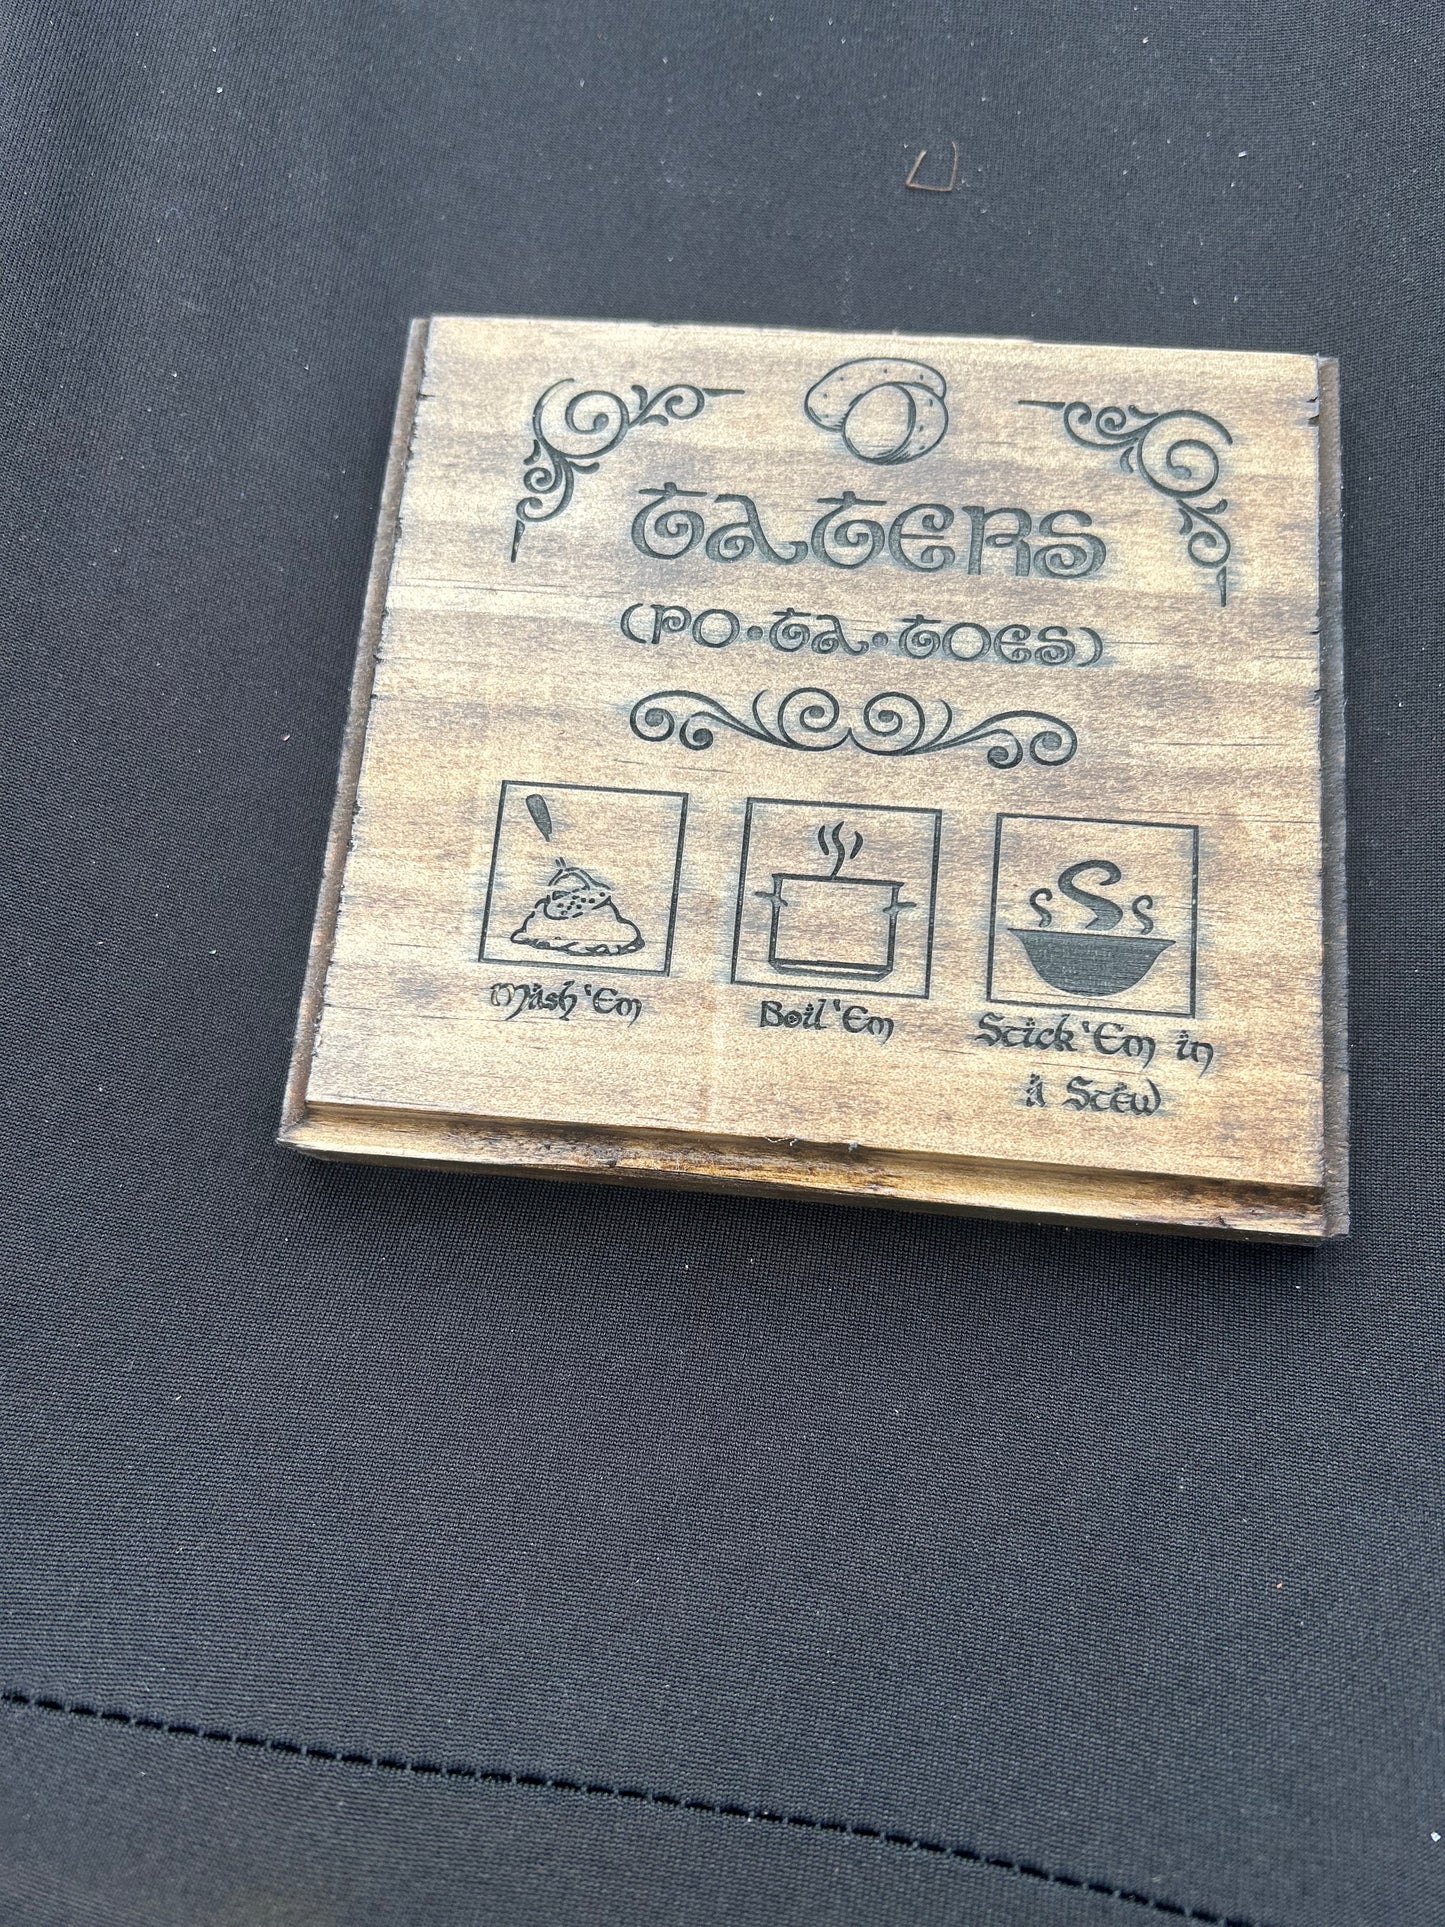 TATERS
(PO•TA•TOES)
Mash 'Em
Boil 'Em
Stick 'Em in
a Stew